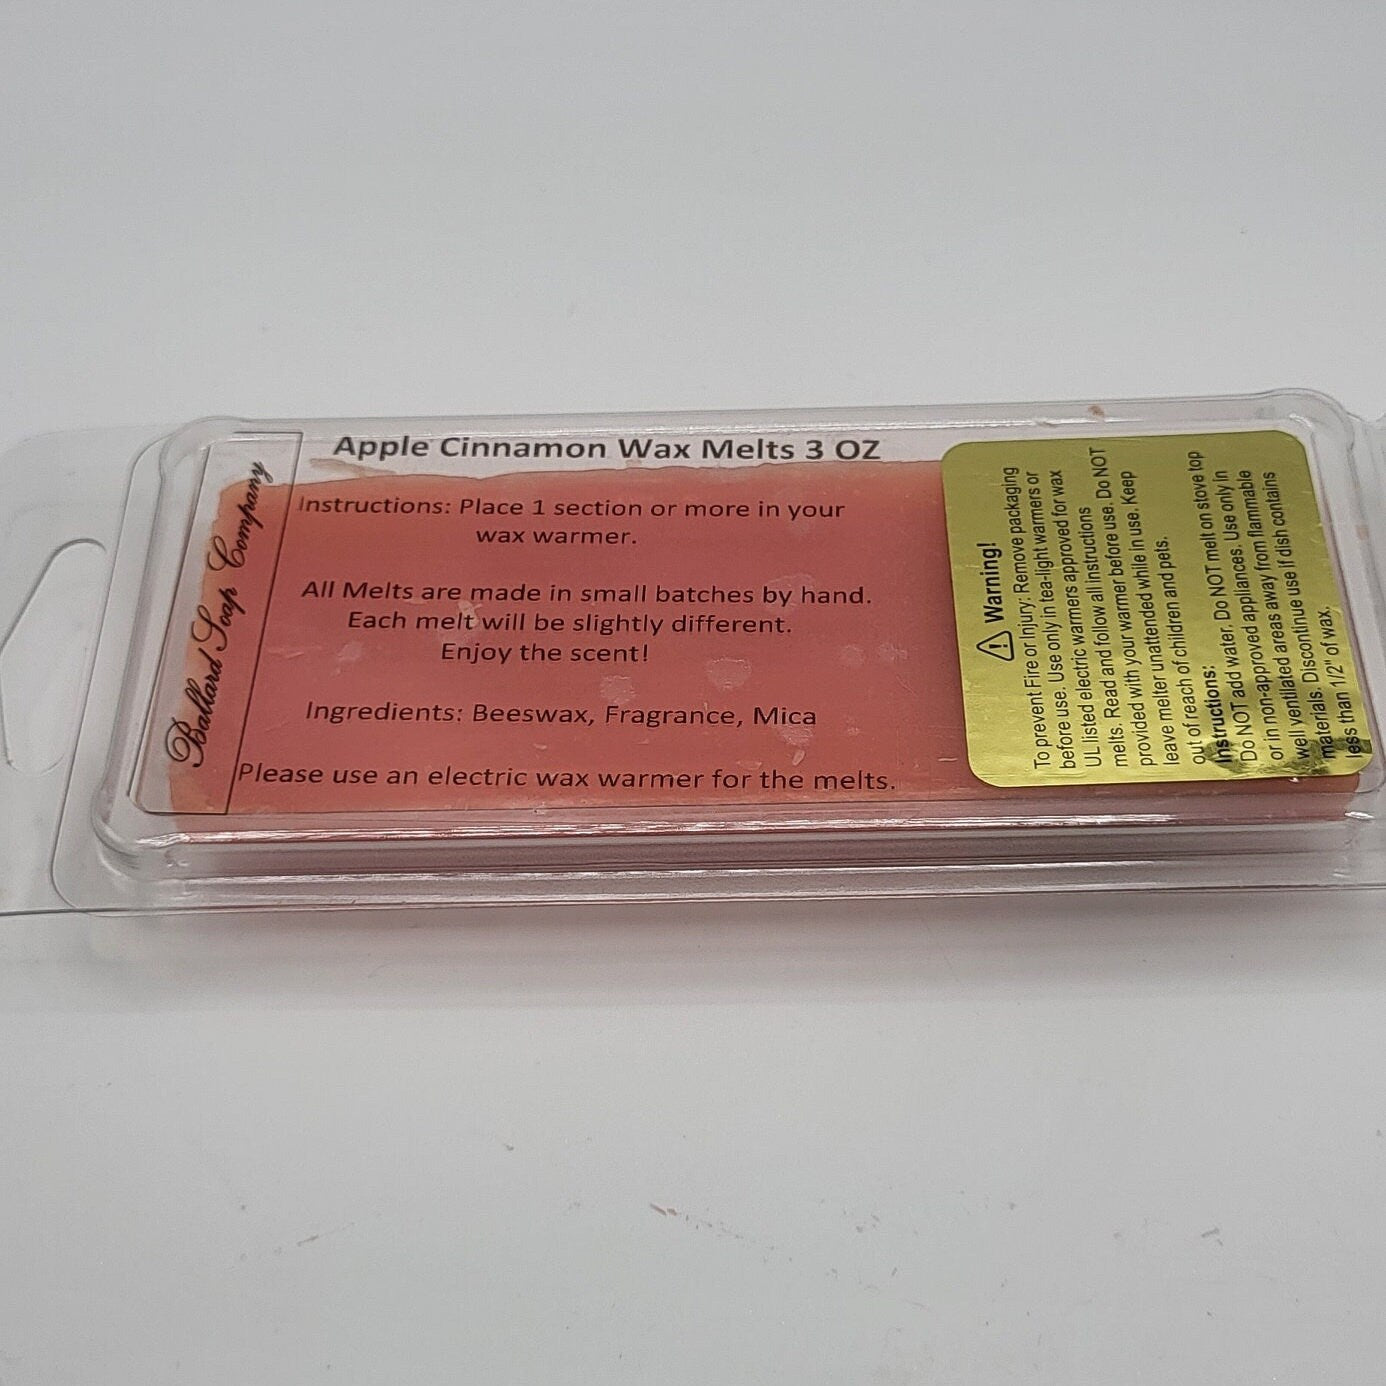 Ballard Soap Company
Apple Cinnamon Wax Melts 3 OZ
Instructions: Place 1 section or more in your
wax warmer.
All Melts are made in small batches by hand.
Each melt will be slightly different.
Enjoy the scent!
Ingredients: Beeswax, Fragrance, Mica
Please use an electric wax warmer for the melts.
Warning!
To prevent Fire or Injury: Remove packaging
before use. Use only in tea-light warmers or
UL listed electric warmers approved for wax
melts. Read and follow all instructions
provided with your warmer before use. Do NOT
leave melter unattended while in use. Keep
out of reach of children and pets.
Instructions:
Do NOT add water. Do NOT melt on stove top
or in non-approved appliances. Use only in
well ventilated areas away from flammable
materials. Discontinue use if dish contains
less than 1/2" of wax.